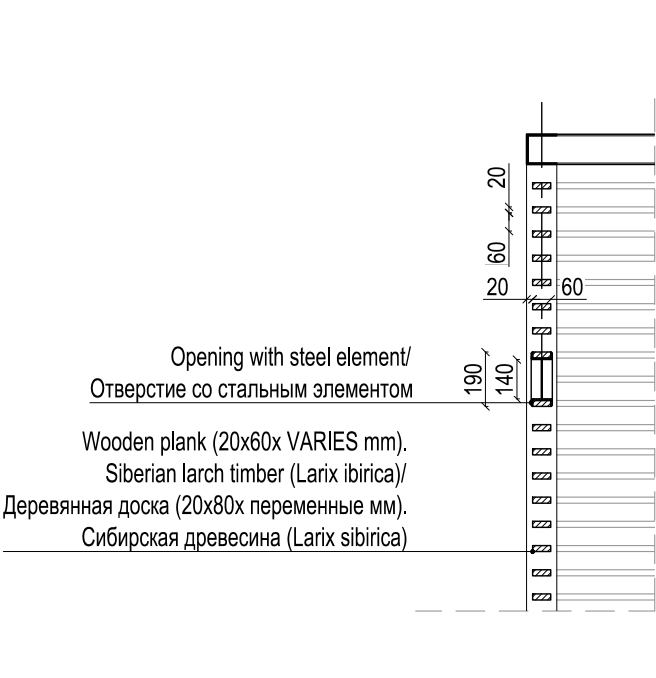 20
60
20 60
Opening with steel element/
Отверстие со стальным элементом
190
140
Wooden plank (20x60x VARIES mm).
Siberian larch timber (Larix ibirica)/
Деревянная доска (20x80x переменные мм).
Сибирская древесина (Larix sibirica)